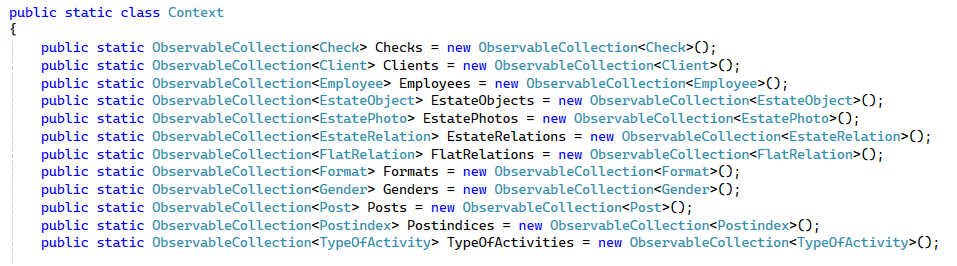 public static class Context
{
public static ObservableCollection<Check> Checks = new ObservableCollection<Check>();
public static ObservableCollection<Client> Clients = new ObservableCollection<Client>();
public static ObservableCollection<Employee> Employees = new ObservableCollection<Employee>();
public static ObservableCollection<EstateObject> EstateObjects = new ObservableCollection<EstateObject>();
public static ObservableCollection<EstatePhoto> EstatePhotos = new ObservableCollection<EstatePhoto>();
public static ObservableCollection<EstateRelation> EstateRelations = new ObservableCollection<EstateRelation>();
public static ObservableCollection<FlatRelation> FlatRelations = new ObservableCollection<FlatRelation>();
public static ObservableCollection<Format> Formats = new ObservableCollection<Format>();
public static ObservableCollection<Gender> Genders = new ObservableCollection<Gender>();
public static ObservableCollection<Post> Posts = new ObservableCollection<Post>();
public static ObservableCollection<Postindex> Postindices = new ObservableCollection<Postindex>();
public static ObservableCollection<TypeOfActivity> TypeOfActivities = new ObservableCollection<TypeOfActivity>();